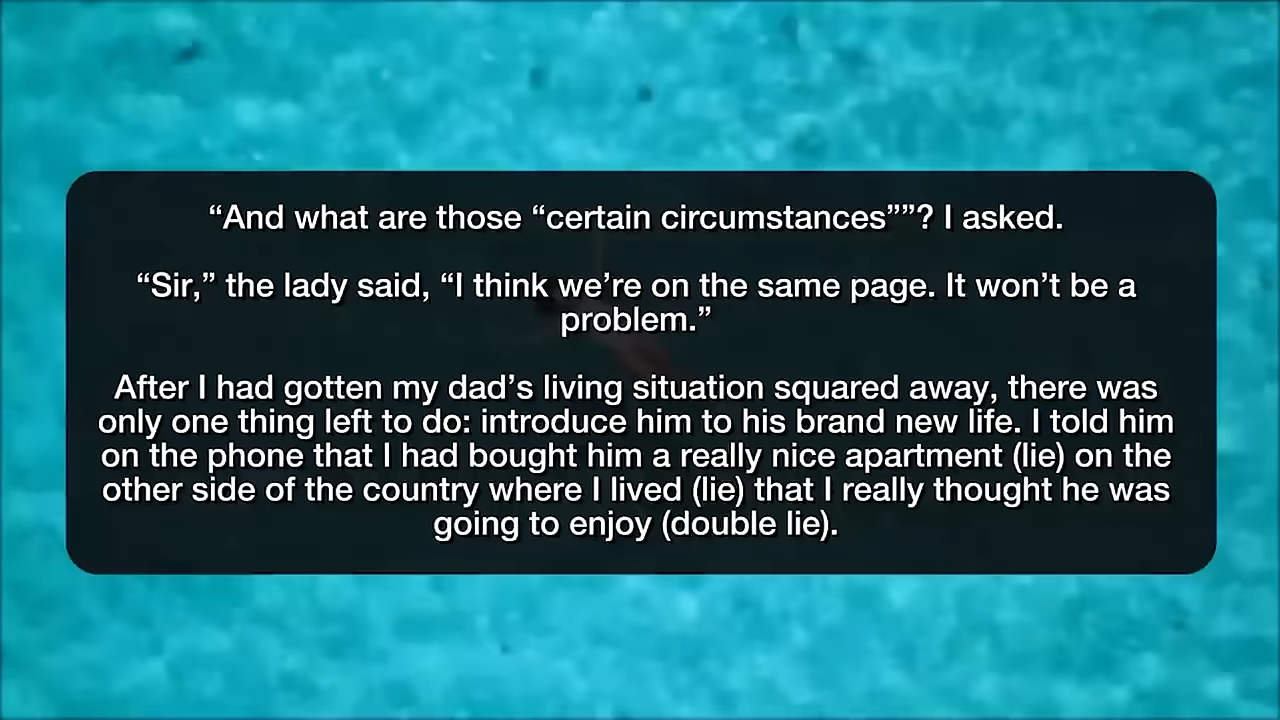 “And what are those “certain circumstances””? I asked.
“Sir,” the lady said, “I think we’re on the same page. It won’t be a
problem.”
After I had gotten my dad’s living situation squared away, there was
only one thing left to do: introduce him to his brand new life. I told him
on the phone that I had bought him a really nice apartment (lie) on the
other side of the country where I lived (lie) that I really thought he was
going to enjoy (double lie).